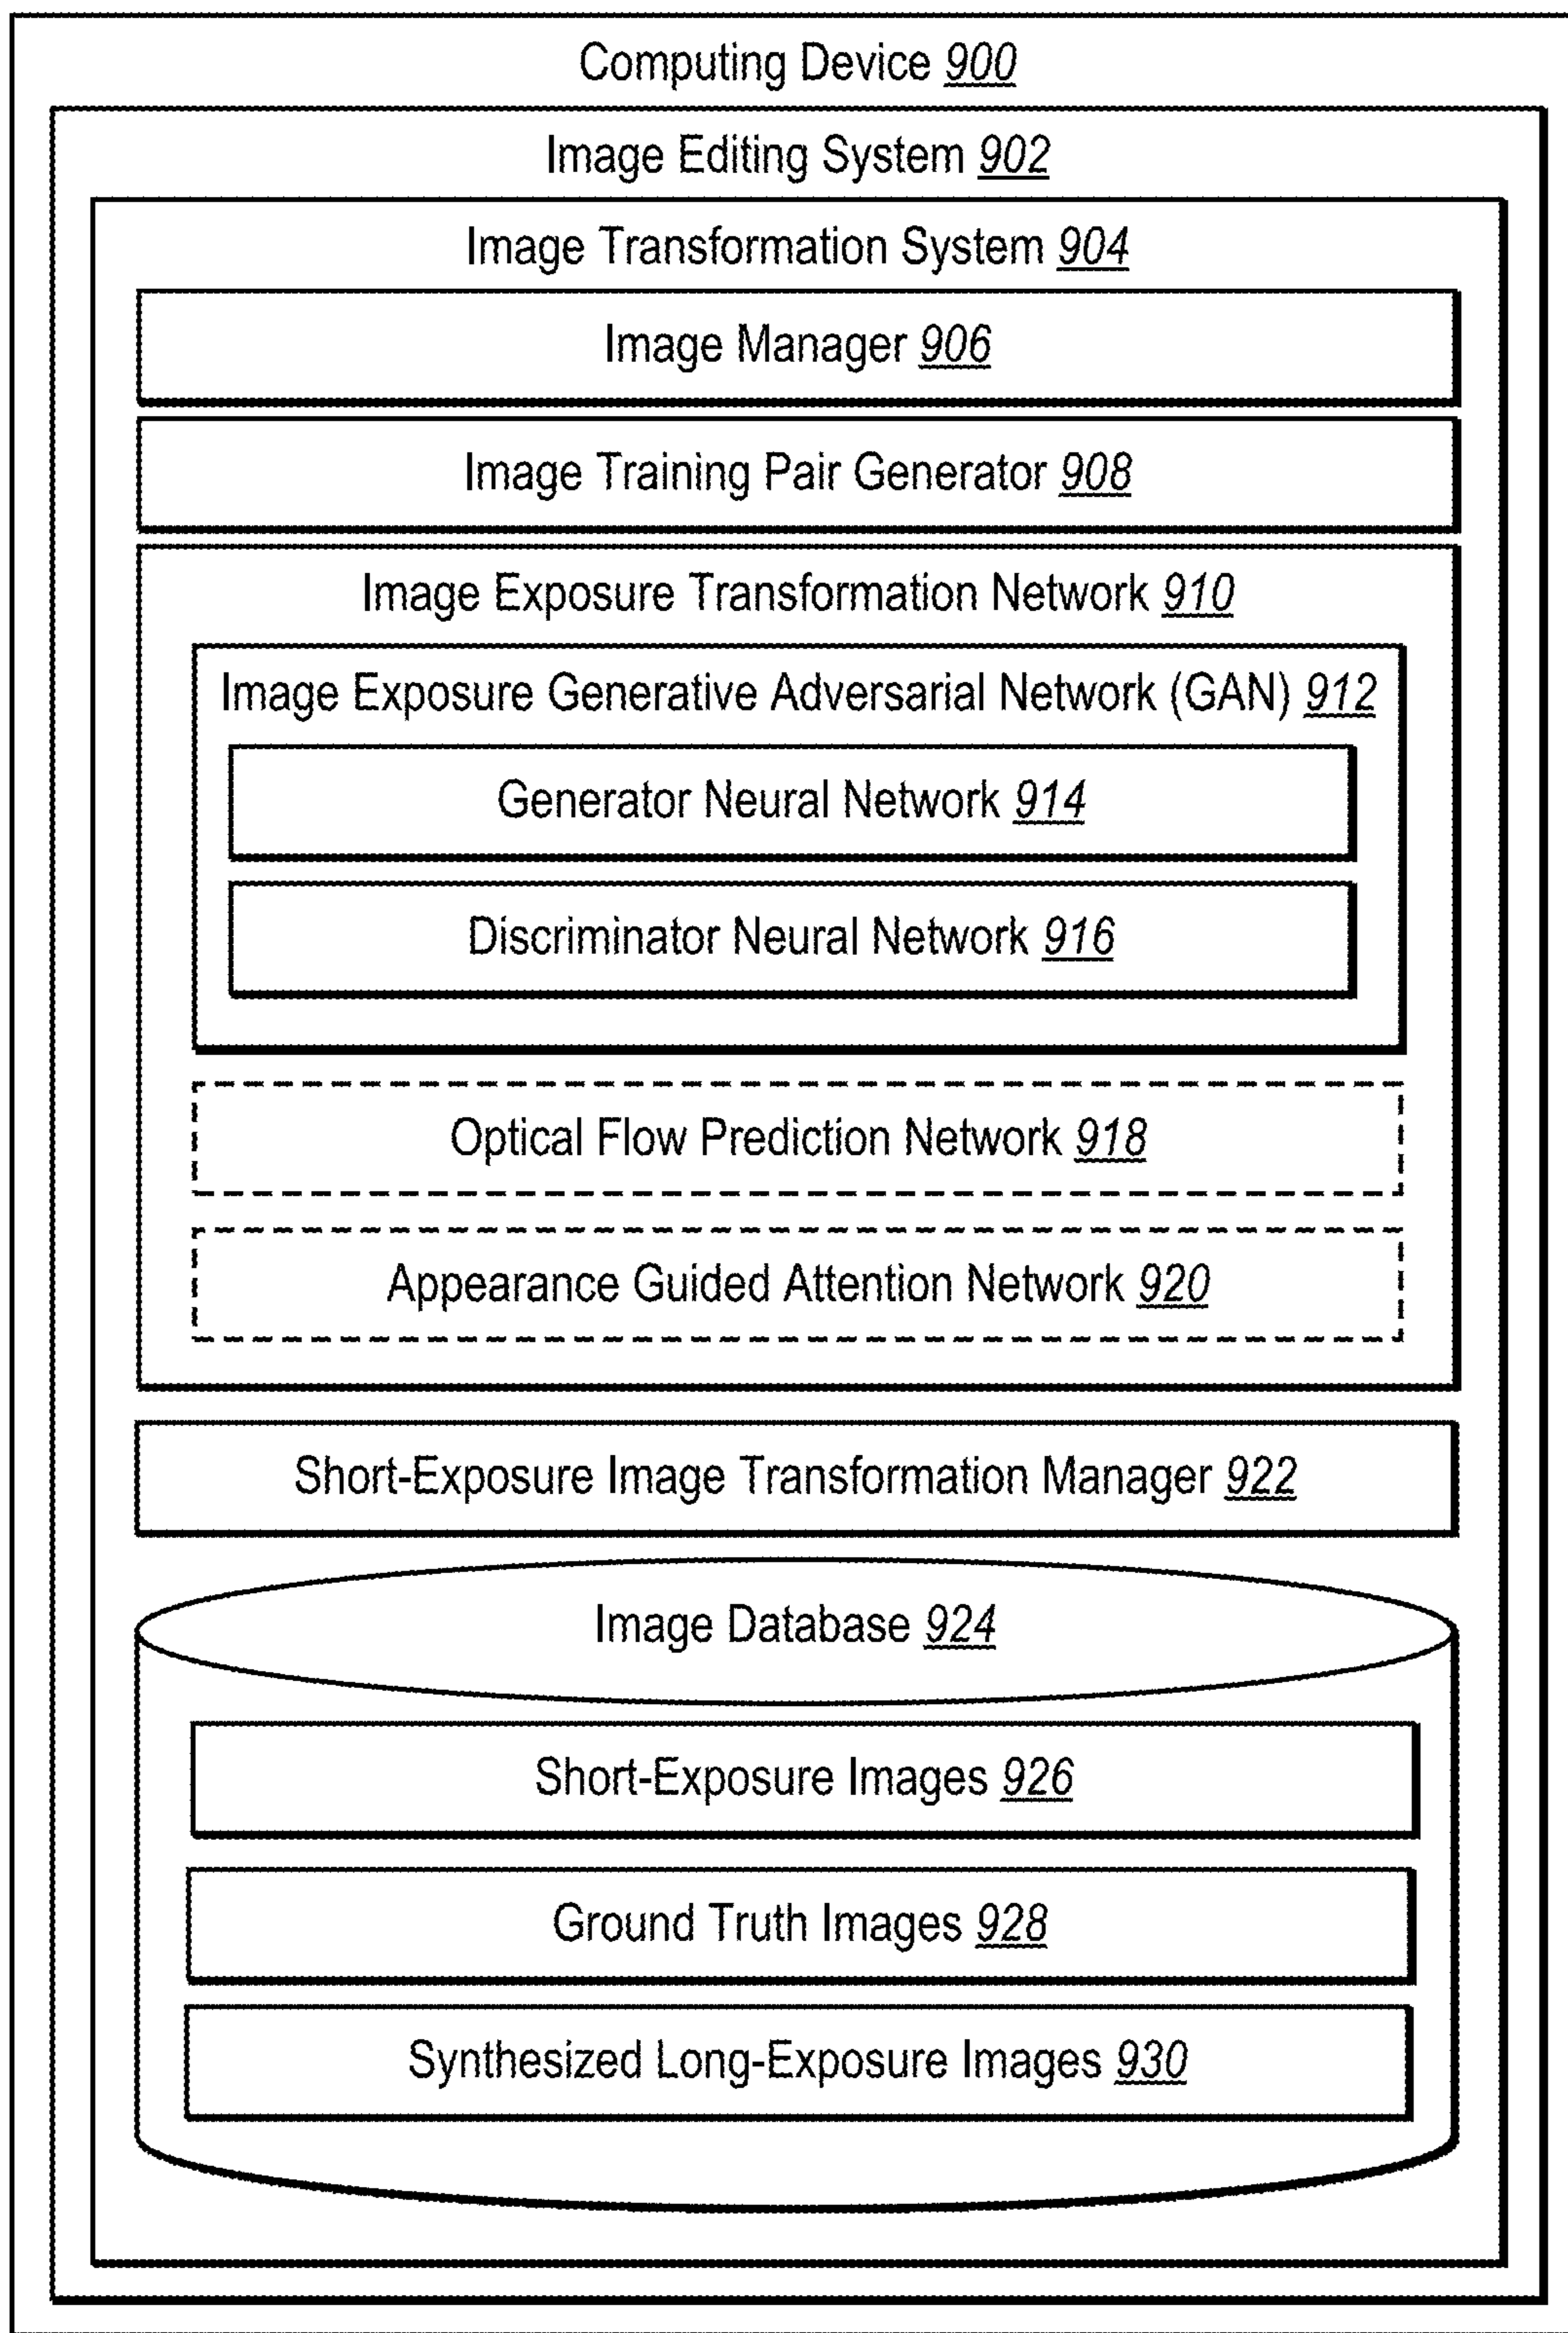 Computing Device 900
Image Editing System 902
Image Transformation System 904
Image Manager 906
Image Training Pair Generator 908
Image Exposure Transformation Network 910
Image Exposure Generative Adversarial Network (GAN) 912
Generator Neural Network 914
Discriminator Neural Network 916
Optical Flow Prediction Network 918
Appearance Guided Attention Network 920
Short-Exposure Image Transformation Manager 922
Image Database 924
Short-Exposure Images 926
Ground Truth Images 928
Synthesized Long-Exposure Images 930